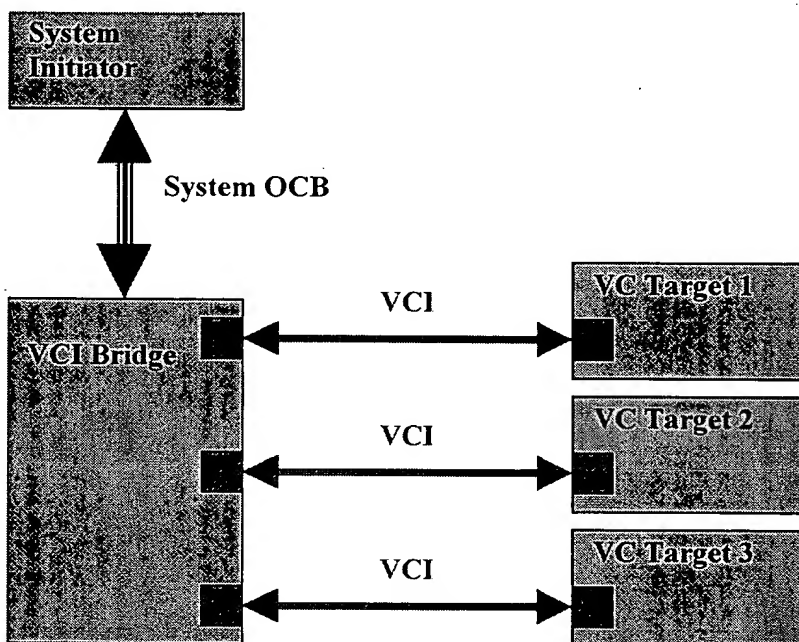 System
Initiator
System OCB
VCI Bridge
VCI
VC Target 1
VCI
VC Target 2
VCI
VC Target 3